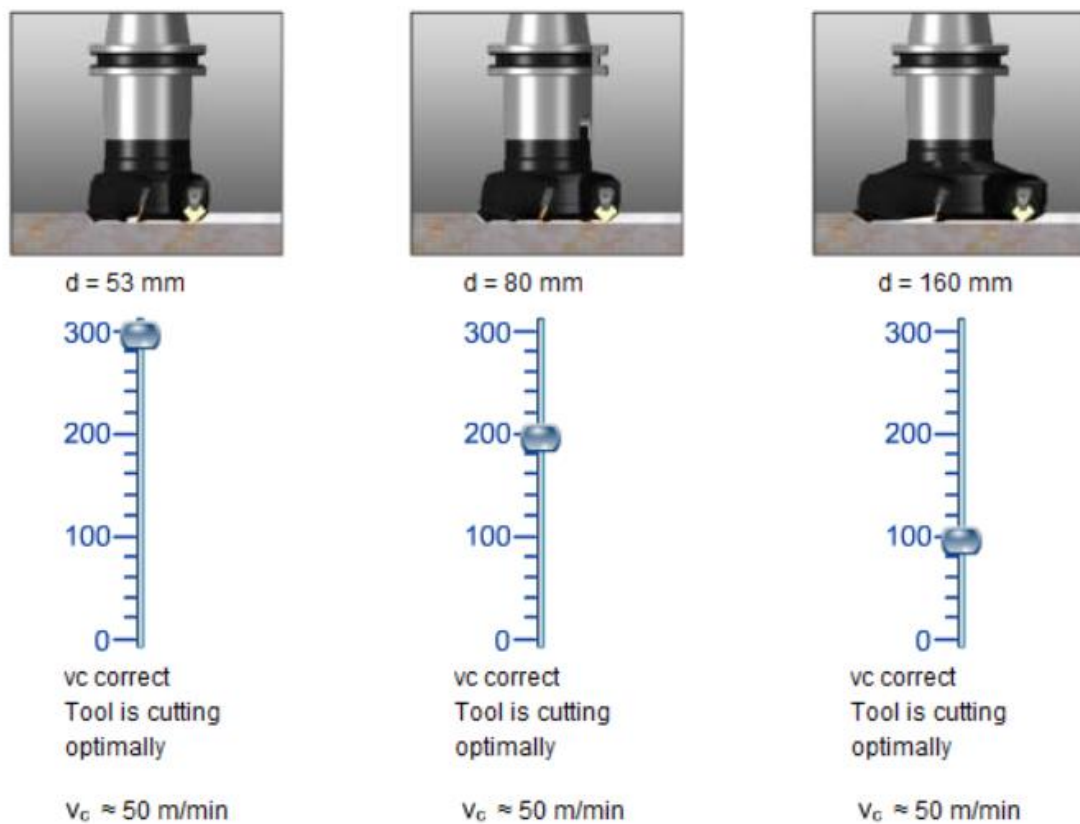 d = 53 mm
d = 80 mm
d = 160 mm
300
200
100
0
300
200
100
0
300
200
100
0
vc correct
Tool is cutting
optimally
vc correct
Tool is cutting
optimally
vc correct
Tool is cutting
optimally
vc ≈ 50 m/min
vc ≈ 50 m/min
vc ≈ 50 m/min